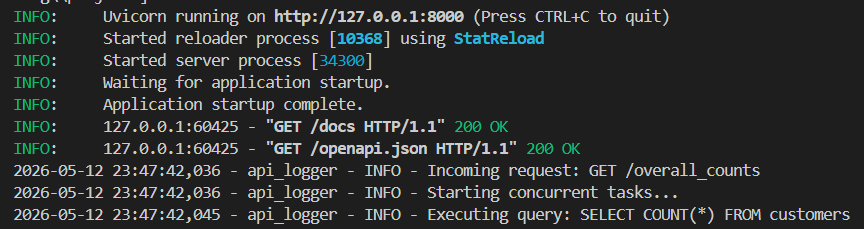 INFO:     Uvicorn running on http://127.0.0.1:8000 (Press CTRL+C to quit)
INFO:     Started reloader process [10368] using StatReload
INFO:     Started server process [34300]
INFO:     Waiting for application startup.
INFO:     Application startup complete.
INFO:     127.0.0.1:60425 - "GET /docs HTTP/1.1" 200 OK
INFO:     127.0.0.1:60425 - "GET /openapi.json HTTP/1.1" 200 OK
2026-05-12 23:47:42,036 - api_logger - INFO - Incoming request: GET /overall_counts
2026-05-12 23:47:42,036 - api_logger - INFO - Starting concurrent tasks...
2026-05-12 23:47:42,045 - api_logger - INFO - Executing query: SELECT COUNT(*) FROM customers